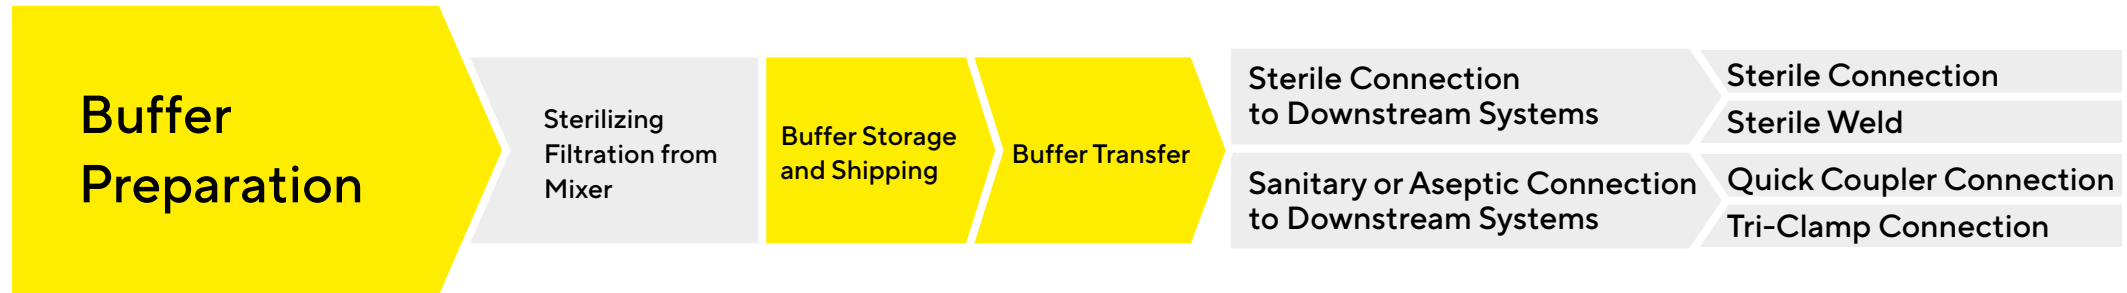 Buffer
Preparation
Sterilizing
Filtration from
Mixer
Buffer Storage
and Shipping
Buffer Transfer
Sterile Connection
to Downstream Systems
Sterile Connection
Sterile Weld
Sanitary or Aseptic Connection
to Downstream Systems
Quick Coupler Connection
Tri-Clamp Connection